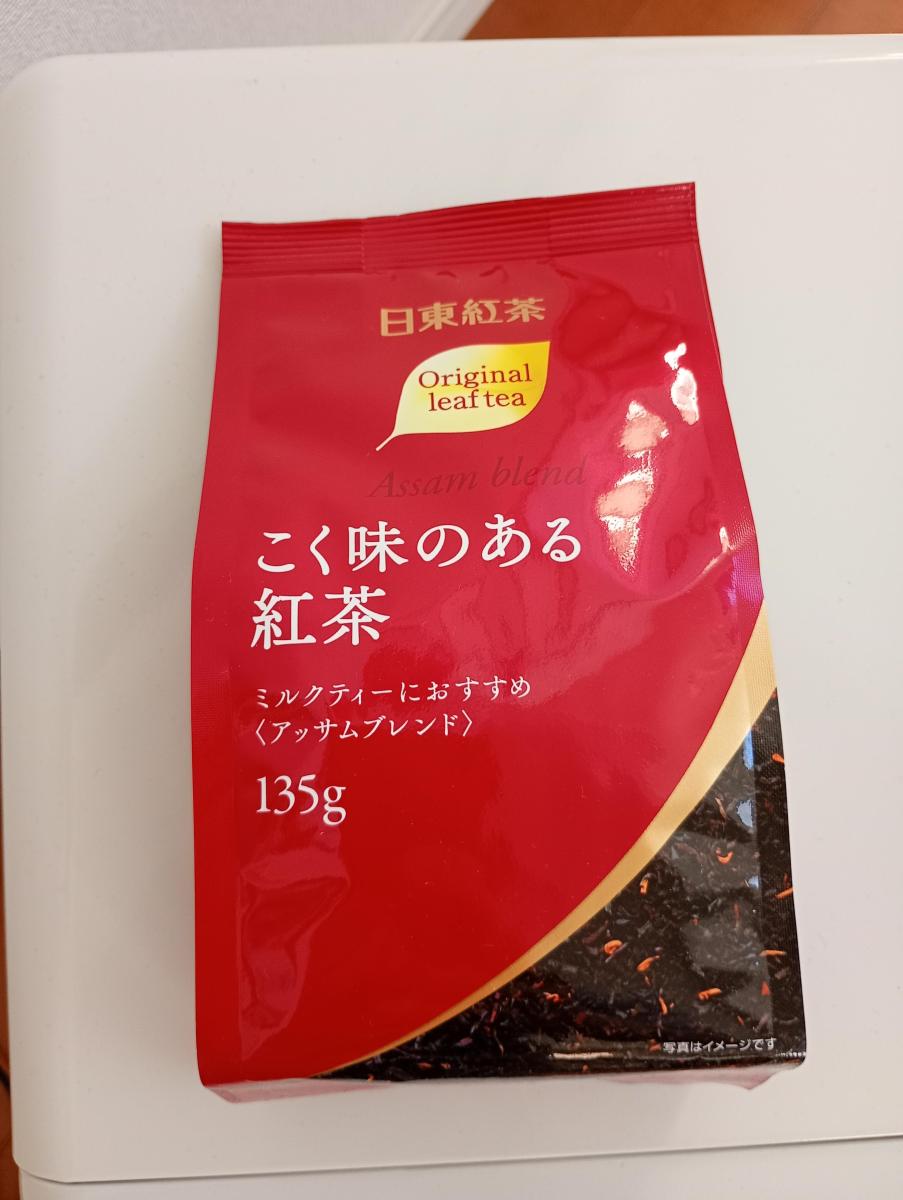 日東紅茶
Original
leaf tea
Assam blend
こく味のある
紅茶
ミルクティーにおすすめ
〈アッサムブレンド〉
135g
写真はイメージです